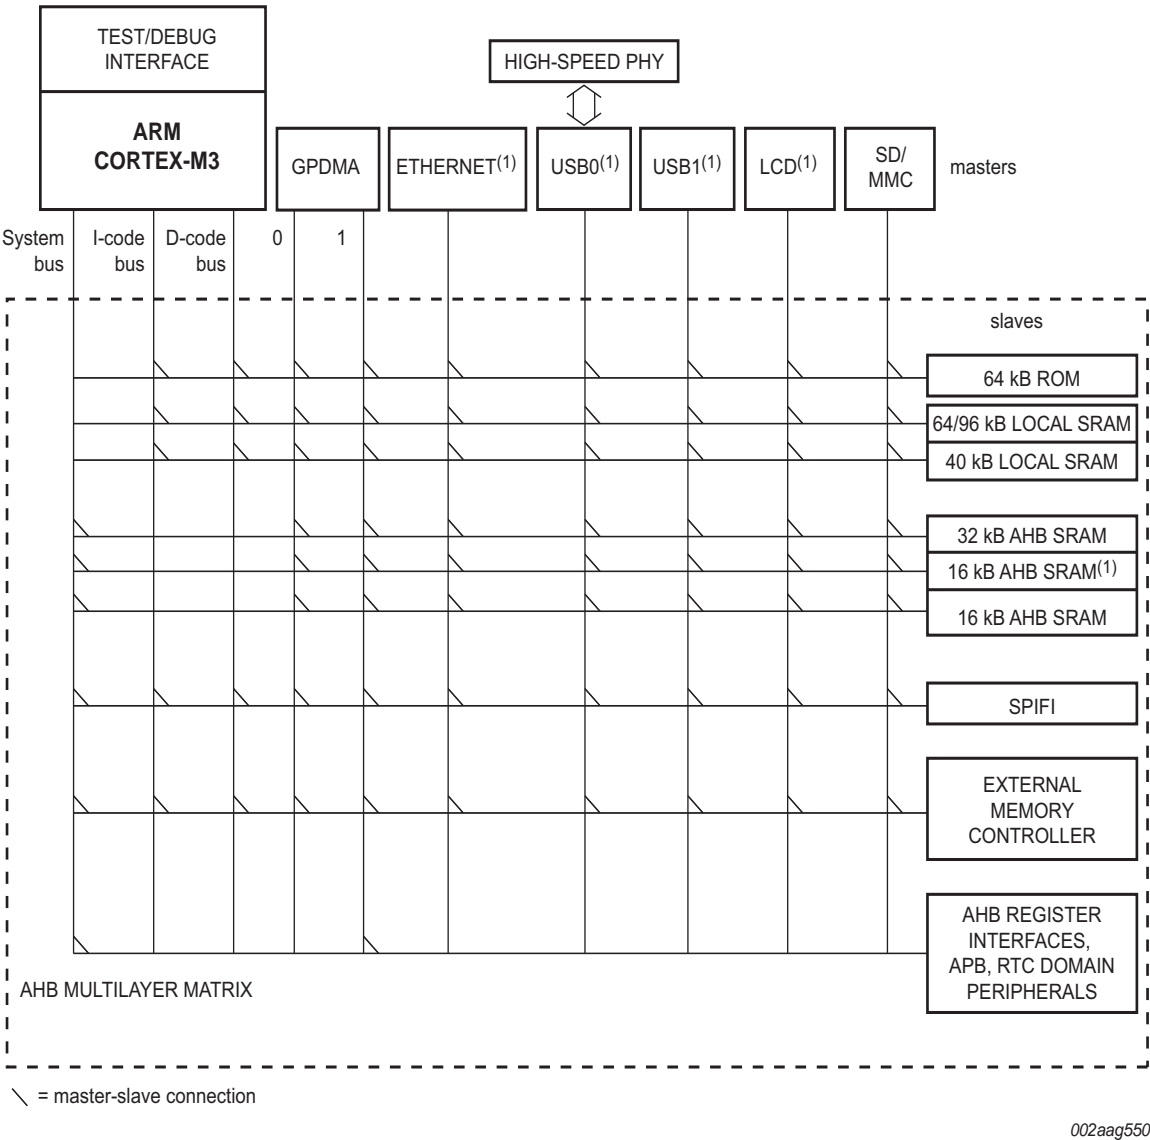 TEST/DEBUG
INTERFACE
ARM
CORTEX-M3
HIGH-SPEED PHY
GPDMA
ETHERNET(1)
USB0(1)
USB1(1)
LCD(1)
SD/
MMC
masters
System
bus
I-code
bus
D-code
bus
0
1
slaves
64 kB ROM
64/96 kB LOCAL SRAM
40 kB LOCAL SRAM
32 kB AHB SRAM
16 kB AHB SRAM(1)
16 kB AHB SRAM
SPIFI
EXTERNAL
MEMORY
CONTROLLER
AHB REGISTER
INTERFACES,
APB, RTC DOMAIN
PERIPHERALS
AHB MULTILAYER MATRIX
= master-slave connection
002aag550